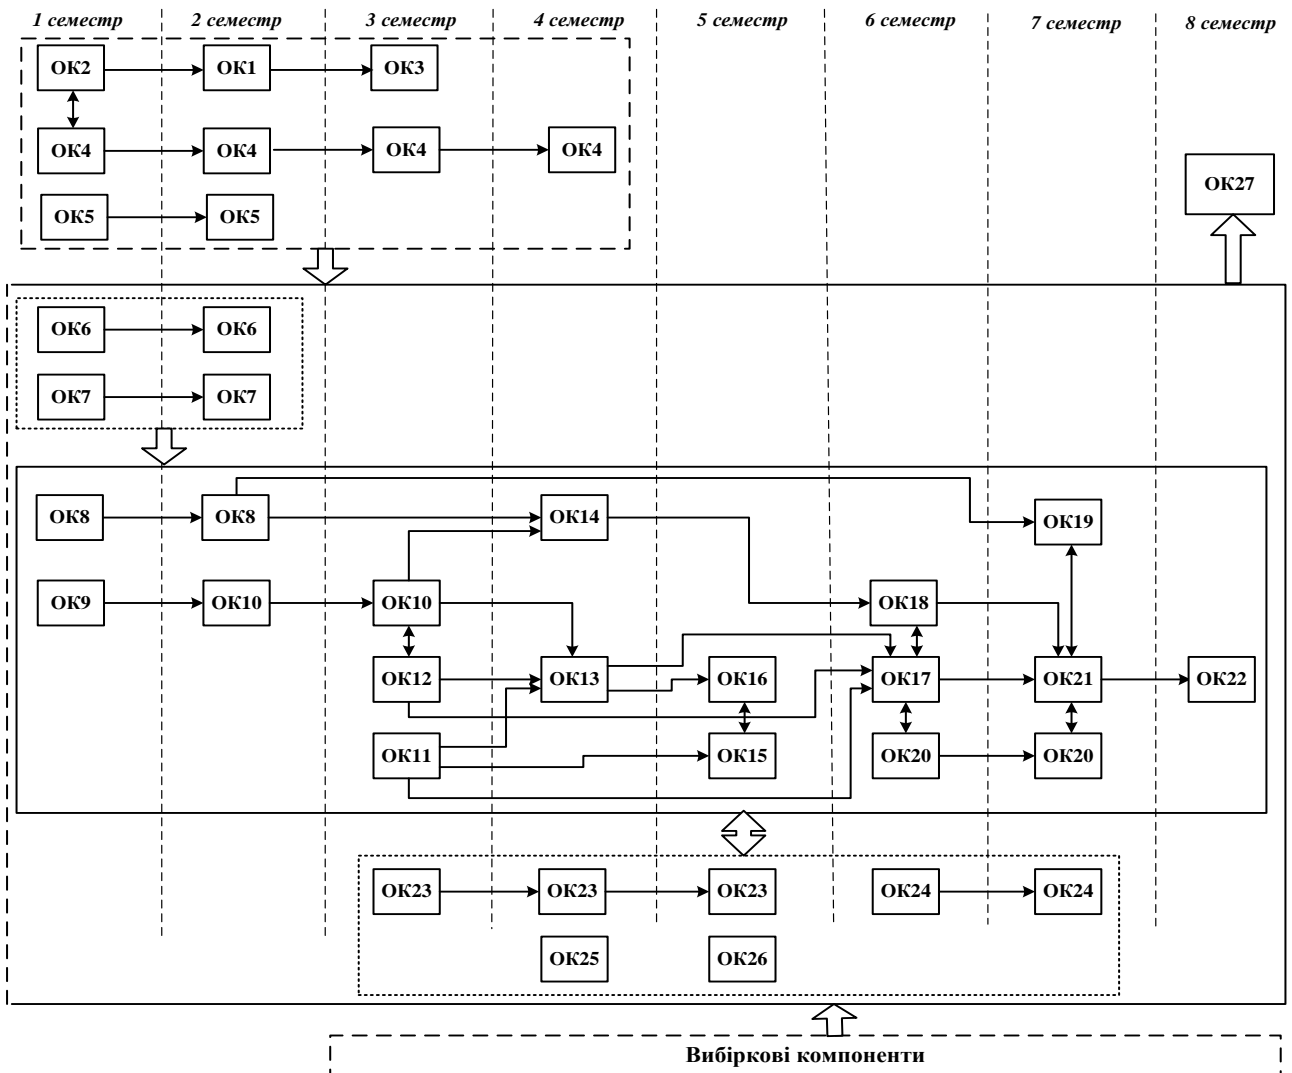 1 семестр 2 семестр 3 семестр 4 семестр 5 семестр 6 семестр 7 семестр 8 семестр
ОК2 ОК1 ОК3
ОК4 ОК4 ОК4 ОК4
ОК27
ОК5 ОК5
ОК6 ОК6
ОК7 ОК7
ОК8 ОК8 ОК14 ОК19
ОК9 ОК10 ОК10 ОК18
ОК12 ОК13 ОК16 ОК17 ОК21 ОК22
ОК11 ОК15 ОК20 ОК20
ОК23 ОК23 ОК23 ОК24 ОК24
ОК25 ОК26
Вибіркові компоненти